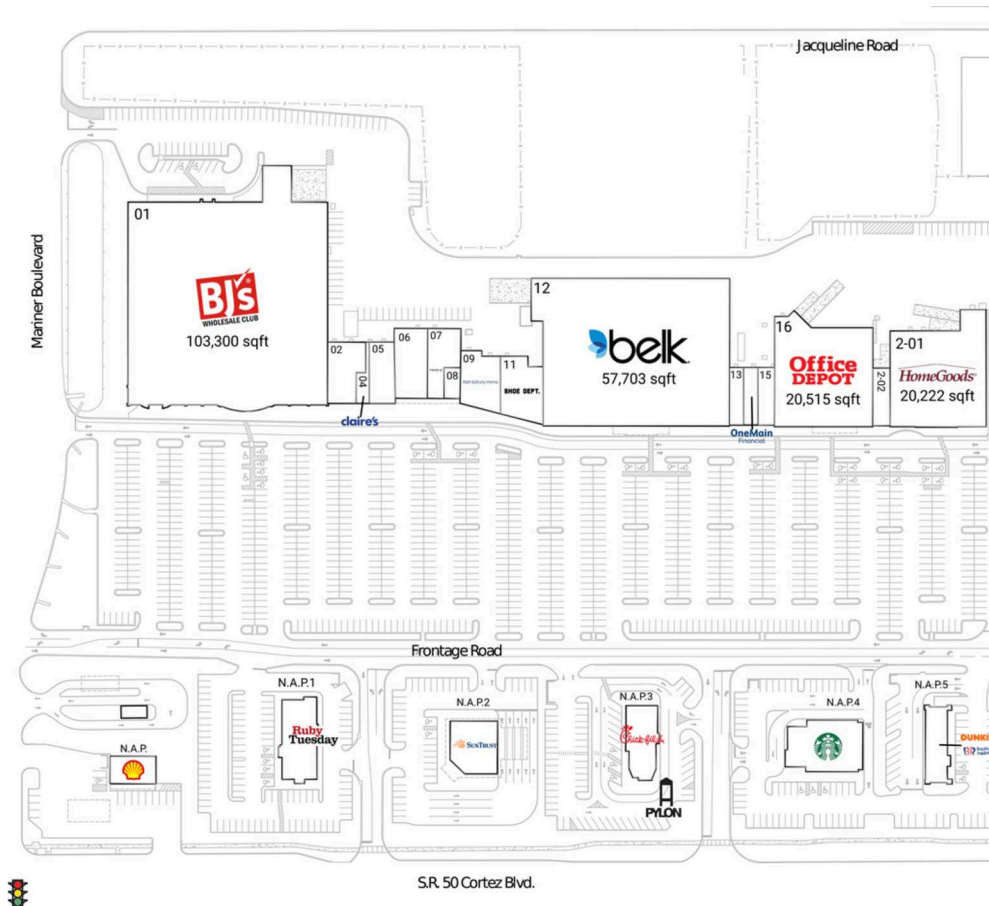 Jacqueline Road
Mariner Boulevard
01
BJ's
WHOLESALE CLUB
103,300 sqft
02
04
05
claire's
06
07
08
09
11
SHOE DEPT.
12
belk
57,703 sqft
13
15
OneMain
Financial
16
Office
DEPOT
20,515 sqft
2-02
2-01
HomeGoods
20,222 sqft
Frontage Road
N.A.P.
N.A.P.1
Ruby
Tuesday
N.A.P.2
SUNTRUST
N.A.P.3
Chick-fil-A
PYLON
N.A.P.4
N.A.P.5
DUNKI
BR
S.R. 50 Cortez Blvd.